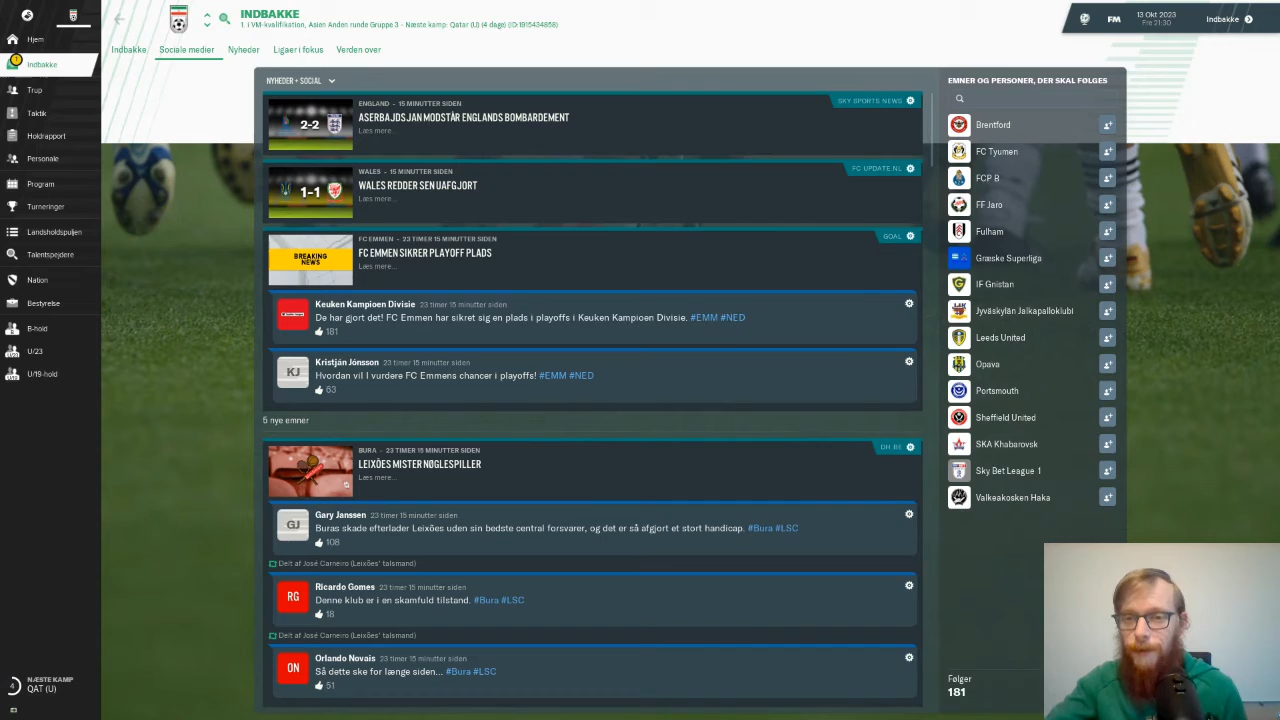 INDBAKKE
1. i VM-kvalifikation, Asien Anden runde Gruppe 3 - Næste kamp: Qatar (U) (4 dage) (ID:1915434858)
FM
13 Okt 2023
Fre 21:30
Indbakke
Indbakke Sociale medier Nyheder Ligaer i fokus Verden over
Hjem
1
Indbakke
Trup
Taktik
Holdrapport
Personale
Program
Turneringer
Landsholdspuljen
Talentspejdere
Nation
Bestyrelse
B-hold
U/23
U/19-hold
4
NÆSTE KAMP
QAT (U)
NYHEDER + SOCIAL
SKY SPORTS NEWS
ENGLAND - 15 MINUTTER SIDEN
2-2
ASERBAJDSJAN MODSTÅR ENGLANDS BOMBARDEMENT
Læs mere...
FC UPDATE.NL
WALES - 15 MINUTTER SIDEN
1-1
WALES REDDER SEN UAFGJORT
Læs mere...
GOAL
FC EMMEN - 23 TIMER 15 MINUTTER SIDEN
BREAKING
NEWS
FC EMMEN SIKRER PLAYOFF PLADS
Læs mere...
Keuken Kampioen Divisie 23 timer 15 minutter siden
De har gjort det! FC Emmen har sikret sig en plads i playoffs i Keuken Kampioen Divisie. #EMM #NED
181
KJ
Kristján Jónsson 23 timer 15 minutter siden
Hvordan vil I vurdere FC Emmens chancer i playoffs! #EMM #NED
63
5 nye emner
DH.BE
BURA - 23 TIMER 15 MINUTTER SIDEN
LEIXÕES MISTER NØGLESPILLER
Læs mere...
GJ
Gary Janssen 23 timer 15 minutter siden
Buras skade efterlader Leixões uden sin bedste central forsvarer, og det er så afgjort et stort handicap. #Bura #LSC
108
Delt af José Carneiro (Leixões' talsmand)
RG
Ricardo Gomes 23 timer 15 minutter siden
Denne klub er i en skamfuld tilstand. #Bura #LSC
18
Delt af José Carneiro (Leixões' talsmand)
ON
Orlando Novais 23 timer 15 minutter siden
Så dette ske for længe siden... #Bura #LSC
51
EMNER OG PERSONER, DER SKAL FØLGES
Brentford
FC Tyumen
FCP B
FF Jaro
Fulham
Græske Superliga
IF Gnistan
Jyväskylän Jalkapalloklubi
Leeds United
Opava
Portsmouth
Sheffield United
SKA Khabarovsk
Sky Bet League 1
Valkeakosken Haka
Følger
181